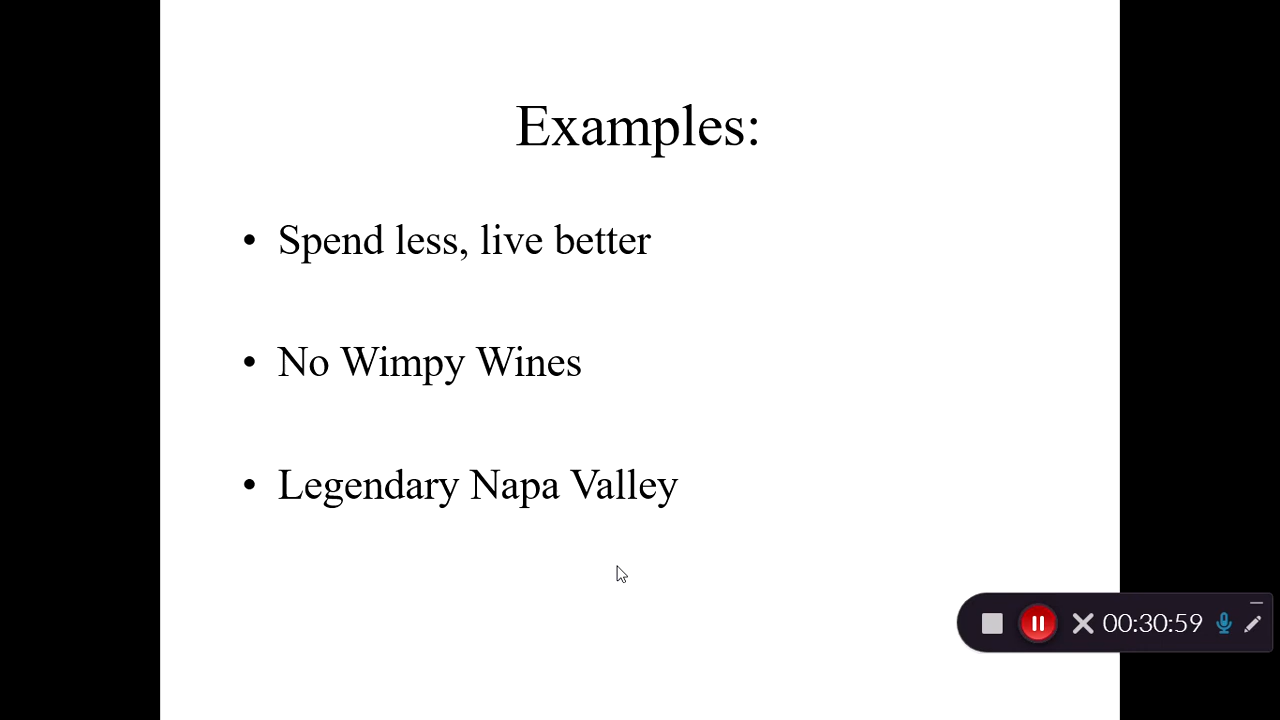 Examples:
• Spend less, live better
• No Wimpy Wines
• Legendary Napa Valley
00:30:59